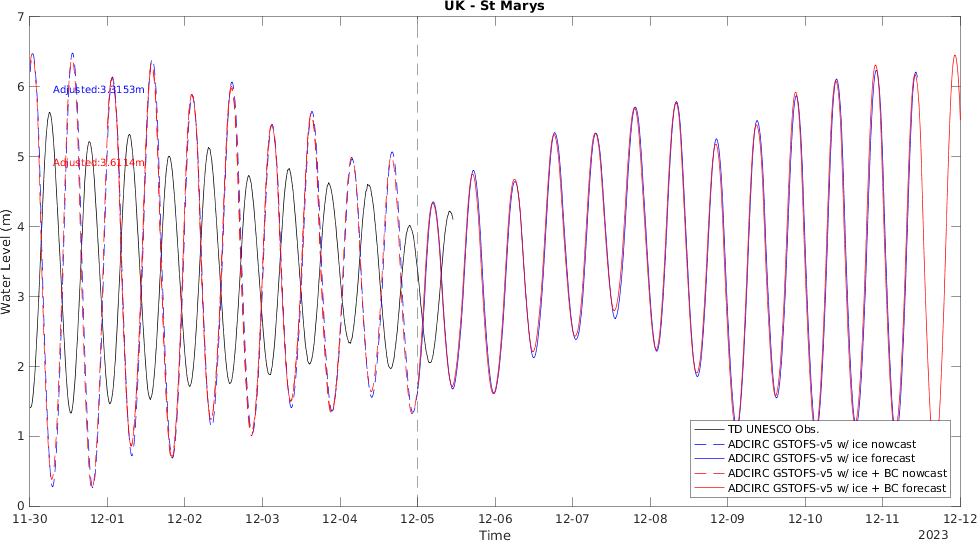 UK - St Marys
7
6
5
4
3
2
1
0
Water Level (m)
Adjusted:3.3153m
Adjusted:3.6114m
TD UNESCO Obs.
ADCIRC GSTOFS-v5 w/ ice nowcast
ADCIRC GSTOFS-v5 w/ ice forecast
ADCIRC GSTOFS-v5 w/ ice + BC nowcast
ADCIRC GSTOFS-v5 w/ ice + BC forecast
11-30 12-01 12-02 12-03 12-04 12-05 12-06 12-07 12-08 12-09 12-10 12-11 12-12
Time
2023